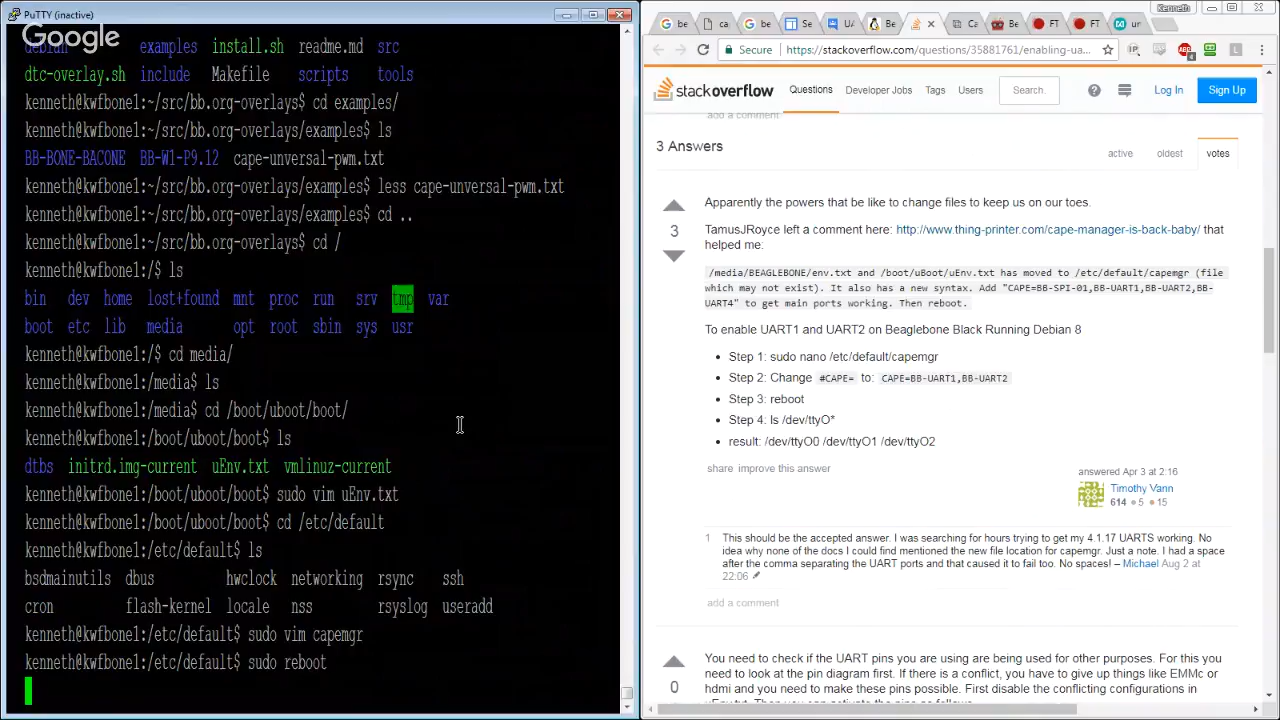 PuTTY (inactive)
Google
debian examples install.sh readme.md src
dtc-overlay.sh include Makefile scripts tools
kenneth@kwfbone1:~/src/bb.org-overlays$ cd examples/
kenneth@kwfbone1:~/src/bb.org-overlays/examples$ ls
BB-BONE-BACONE BB-W1-P9.12 cape-unversal-pwm.txt
kenneth@kwfbone1:~/src/bb.org-overlays/examples$ less cape-unversal-pwm.txt
kenneth@kwfbone1:~/src/bb.org-overlays/examples$ cd ..
kenneth@kwfbone1:~/src/bb.org-overlays$ cd /
kenneth@kwfbone1:/$ ls
bin dev home lost+found mnt proc run srv tmp var
boot etc lib media opt root sbin sys usr
kenneth@kwfbone1:/$ cd media/
kenneth@kwfbone1:/media$ ls
kenneth@kwfbone1:/media$ cd /boot/uboot/boot/
kenneth@kwfbone1:/boot/uboot/boot$ ls
dtbs initrd.img-current uEnv.txt vmlinuz-current
kenneth@kwfbone1:/boot/uboot/boot$ sudo vim uEnv.txt
kenneth@kwfbone1:/boot/uboot/boot$ cd /etc/default
kenneth@kwfbone1:/etc/default$ ls
bsdmainutils dbus hwclock networking rsync ssh
cron flash-kernel locale nss rsyslog useradd
kenneth@kwfbone1:/etc/default$ sudo vim capemgr
kenneth@kwfbone1:/etc/default$ sudo reboot
Kenneth
be ca be Se Ur Be Ca Be FT FT ur
Secure https://stackoverflow.com/questions/35881761/enabling-ua...
stackoverflow Questions Developer Jobs Tags Users Search. Log In Sign Up
add a comment
3 Answers active oldest votes
Apparently the powers that be like to change files to keep us on our toes.
3
TamusJRoyce left a comment here: http://www.thing-printer.com/cape-manager-is-back-baby/ that
helped me:
/media/BEAGLEBONE/env.txt and /boot/uBoot/uEnv.txt has moved to /etc/default/capemgr (file
which may not exist). It also has a new syntax. Add "CAPE=BB-SPI-01,BB-UART1,BB-UART2,BB-
UART4" to get main ports working. Then reboot.
To enable UART1 and UART2 on Beaglebone Black Running Debian 8
Step 1: sudo nano /etc/default/capemgr
Step 2: Change #CAPE= to: CAPE=BB-UART1,BB-UART2
Step 3: reboot
Step 4: ls /dev/ttyO*
result: /dev/ttyO0 /dev/ttyO1 /dev/ttyO2
share improve this answer
answered Apr 3 at 2:16
Timothy Vann
614 5 15
1 This should be the accepted answer. I was searching for hours trying to get my 4.1.17 UARTS working. No
idea why none of the docs I could find mentioned the new file location for capemgr. Just a note. I had a space
after the comma separating the UART ports and that caused it to fail too. No spaces! – Michael Aug 2 at
22:06
add a comment
You need to check if the UART pins you are using are being used for other purposes. For this you
0
need to look at the pin diagram first. If there is a conflict, you have to give up things like EMMc or
hdmi and you need to make these pins possible. First disable the conflicting configurations in